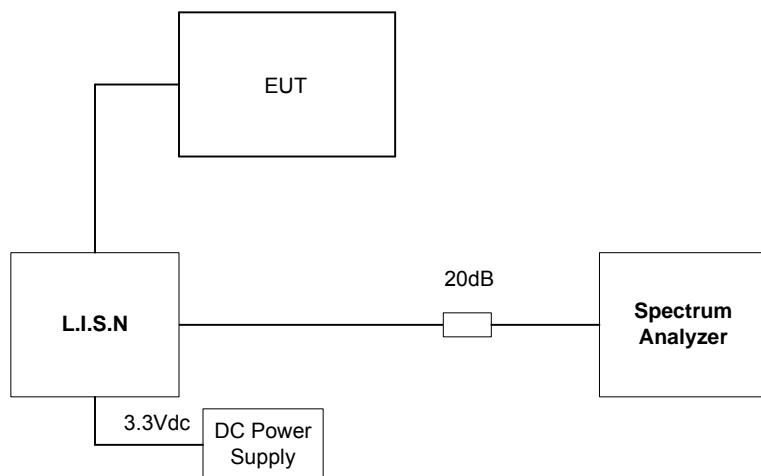 EUT
20dB
L.I.S.N
Spectrum
Analyzer
3.3Vdc
DC Power
Supply